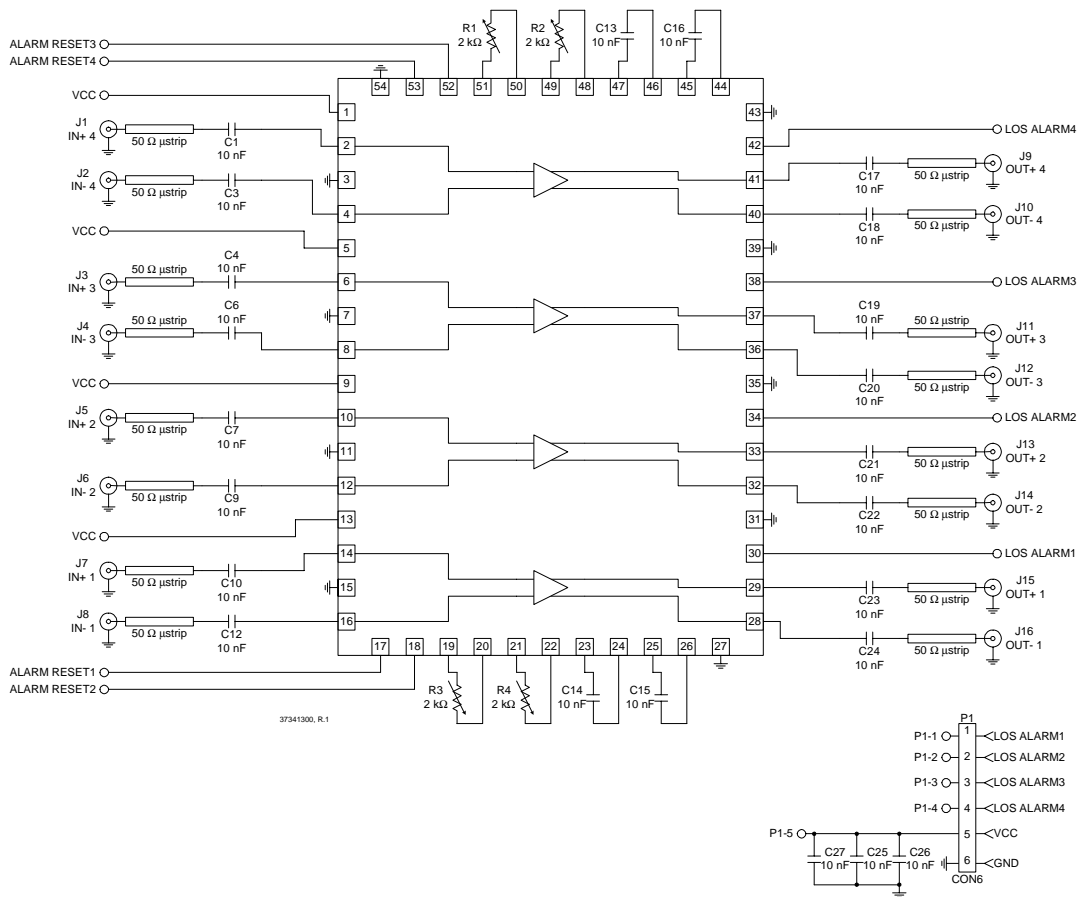 R1
2 kΩ
R2
2 kΩ
C13
10 nF
C16
10 nF
ALARM RESET3
ALARM RESET4
54
53
52
51
50
49
48
47
46
45
44
VCC
1
43
J1
IN+ 4
50 Ω µstrip
C1
10 nF
2
42
LOS ALARM4
J2
IN- 4
50 Ω µstrip
C3
10 nF
3
41
C17
10 nF
50 Ω µstrip
J9
OUT+ 4
4
40
C18
10 nF
50 Ω µstrip
J10
OUT- 4
VCC
5
39
J3
IN+ 3
50 Ω µstrip
C4
10 nF
6
38
LOS ALARM3
J4
IN- 3
50 Ω µstrip
C6
10 nF
7
37
C19
10 nF
50 Ω µstrip
J11
OUT+ 3
8
36
C20
10 nF
50 Ω µstrip
J12
OUT- 3
VCC
9
35
J5
IN+ 2
50 Ω µstrip
C7
10 nF
10
34
LOS ALARM2
11
33
C21
10 nF
50 Ω µstrip
J13
OUT+ 2
J6
IN- 2
50 Ω µstrip
C9
10 nF
12
32
C22
10 nF
50 Ω µstrip
J14
OUT- 2
VCC
13
31
J7
IN+ 1
50 Ω µstrip
C10
10 nF
14
30
LOS ALARM1
15
29
C23
10 nF
50 Ω µstrip
J15
OUT+ 1
J8
IN- 1
50 Ω µstrip
C12
10 nF
16
28
C24
10 nF
50 Ω µstrip
J16
OUT- 1
17
18
19
20
21
22
23
24
25
26
27
ALARM RESET1
ALARM RESET2
R3
2 kΩ
R4
2 kΩ
C14
10 nF
C15
10 nF
37341300, R.1
P1
P1-1
1
LOS ALARM1
P1-2
2
LOS ALARM2
P1-3
3
LOS ALARM3
P1-4
4
LOS ALARM4
P1-5
5
VCC
C27
10 nF
C25
10 nF
C26
10 nF
6
GND
CON6